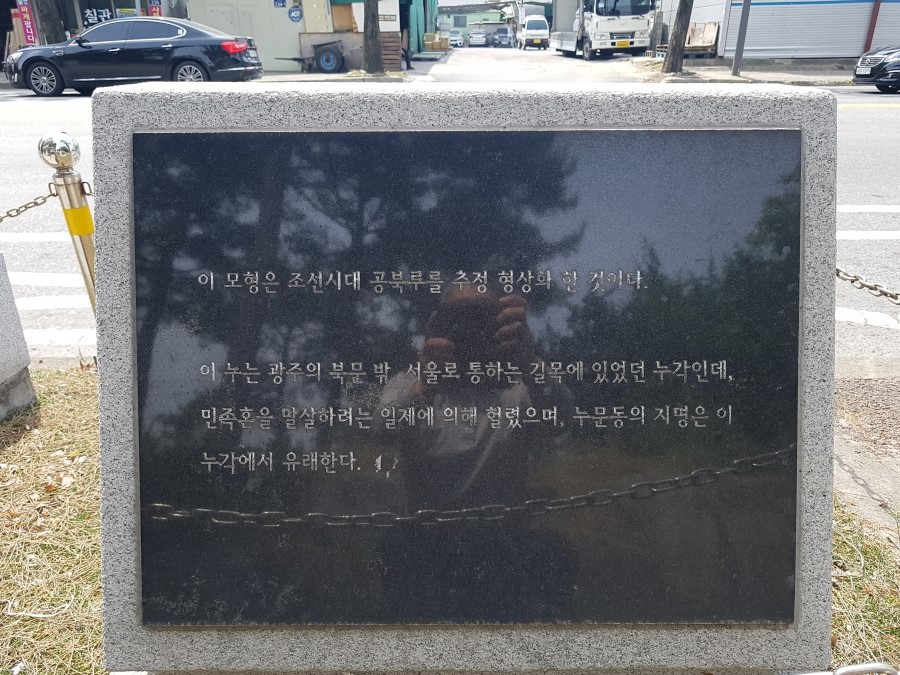 이 모형은 조선시대 공북루를 추정 형상화 한 것이다.
이 누는 광주의 북문 밖 서울로 통하는 길목에 있었던 누각인데,
민족혼을 말살하려는 일제에 의해 헐렸으며, 누문동의 지명은 이
누각에서 유래한다.
칠관